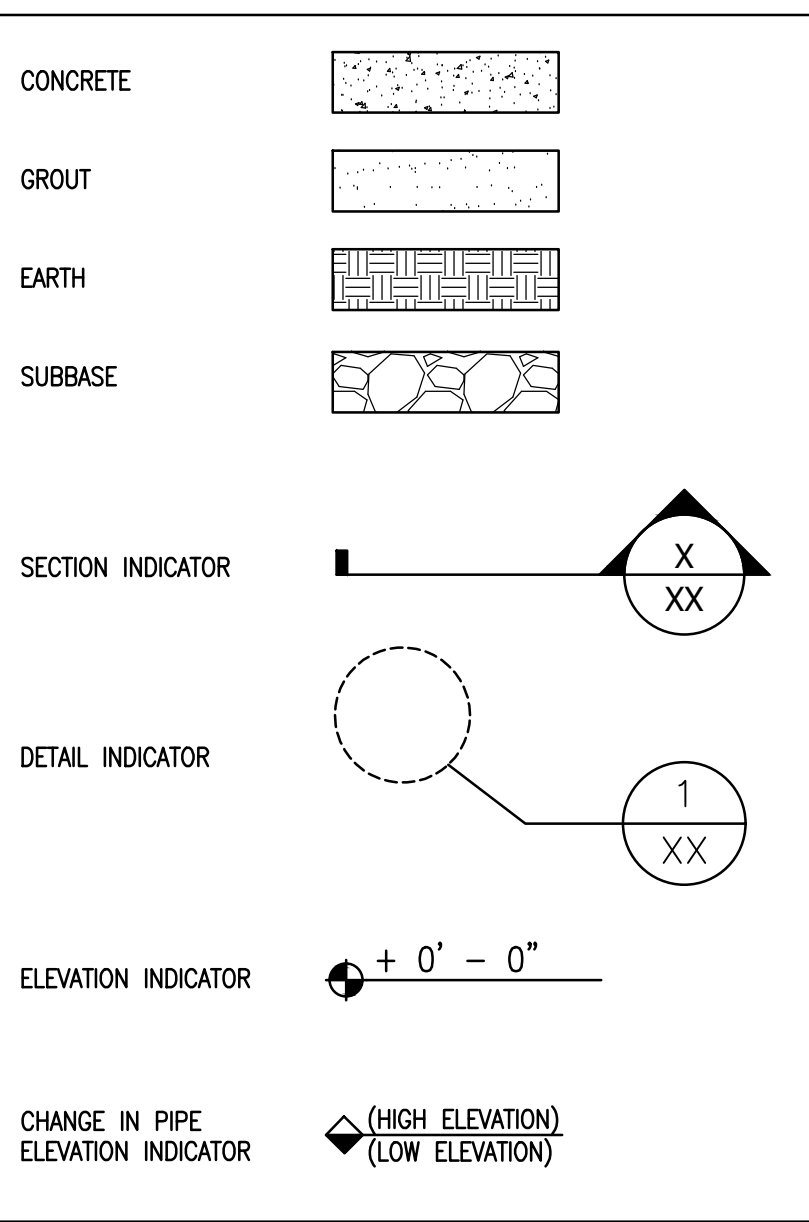 CONCRETE
GROUT
EARTH
SUBBASE
SECTION INDICATOR
X
XX
DETAIL INDICATOR
1
XX
ELEVATION INDICATOR
+ 0’ - 0”
CHANGE IN PIPE
ELEVATION INDICATOR
(HIGH ELEVATION)
(LOW ELEVATION)